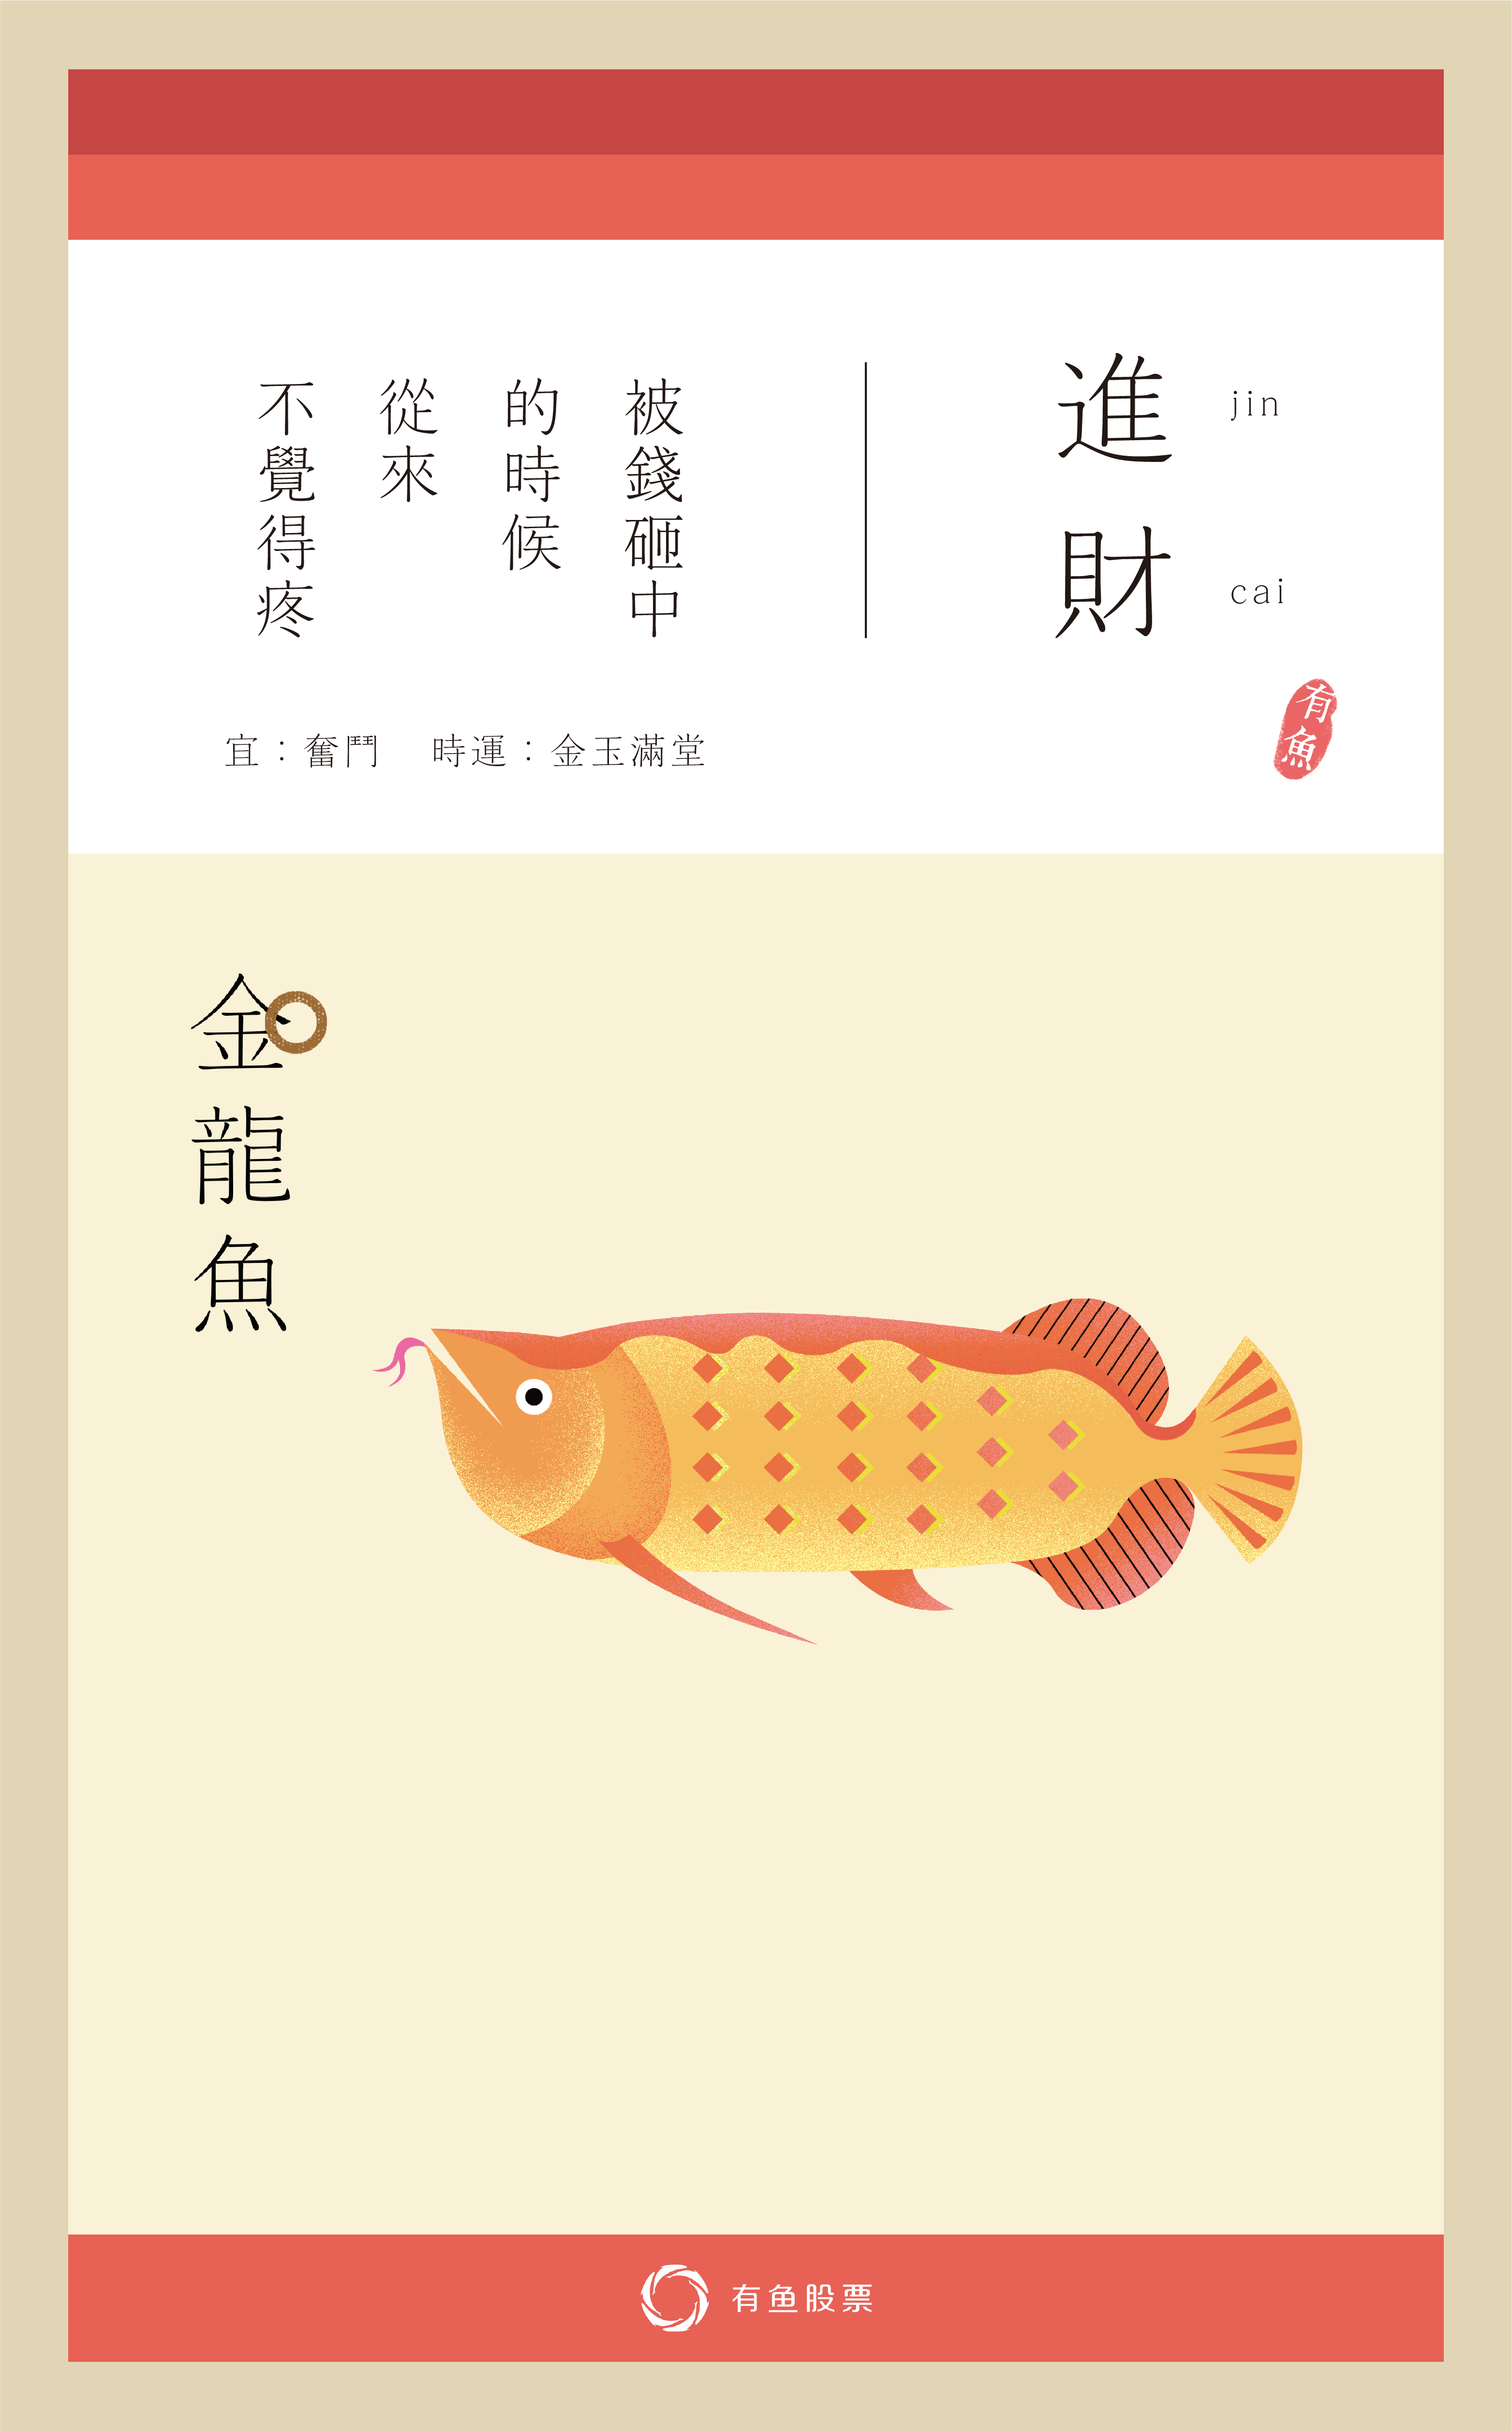 進財
jin
cai
被錢砸中
的時候
從來
不覺得疼
宜：奮鬥 時運：金玉滿堂
有魚
金龍魚
有鱼股票